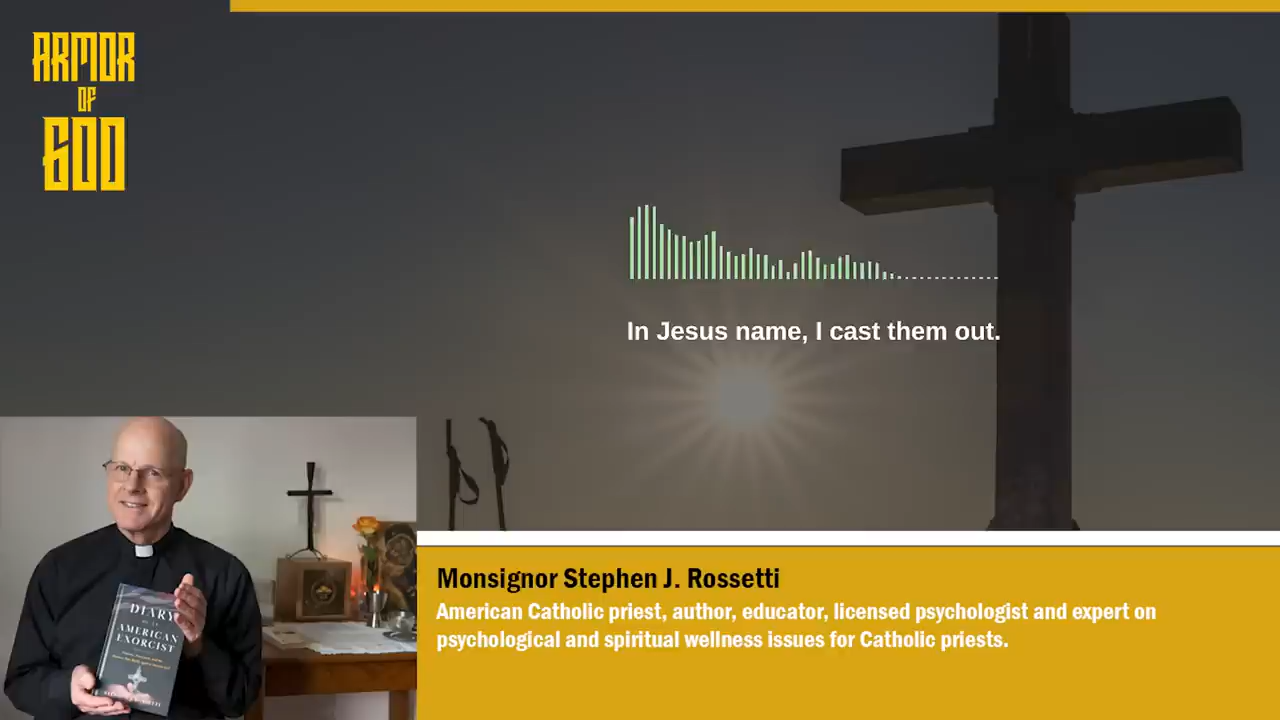 ARMOR
OF
GOD
In Jesus name, I cast them out.
DIARY
AMERICAN
EXORCIST
Monsignor Stephen J. Rossetti
American Catholic priest, author, educator, licensed psychologist and expert on
psychological and spiritual wellness issues for Catholic priests.